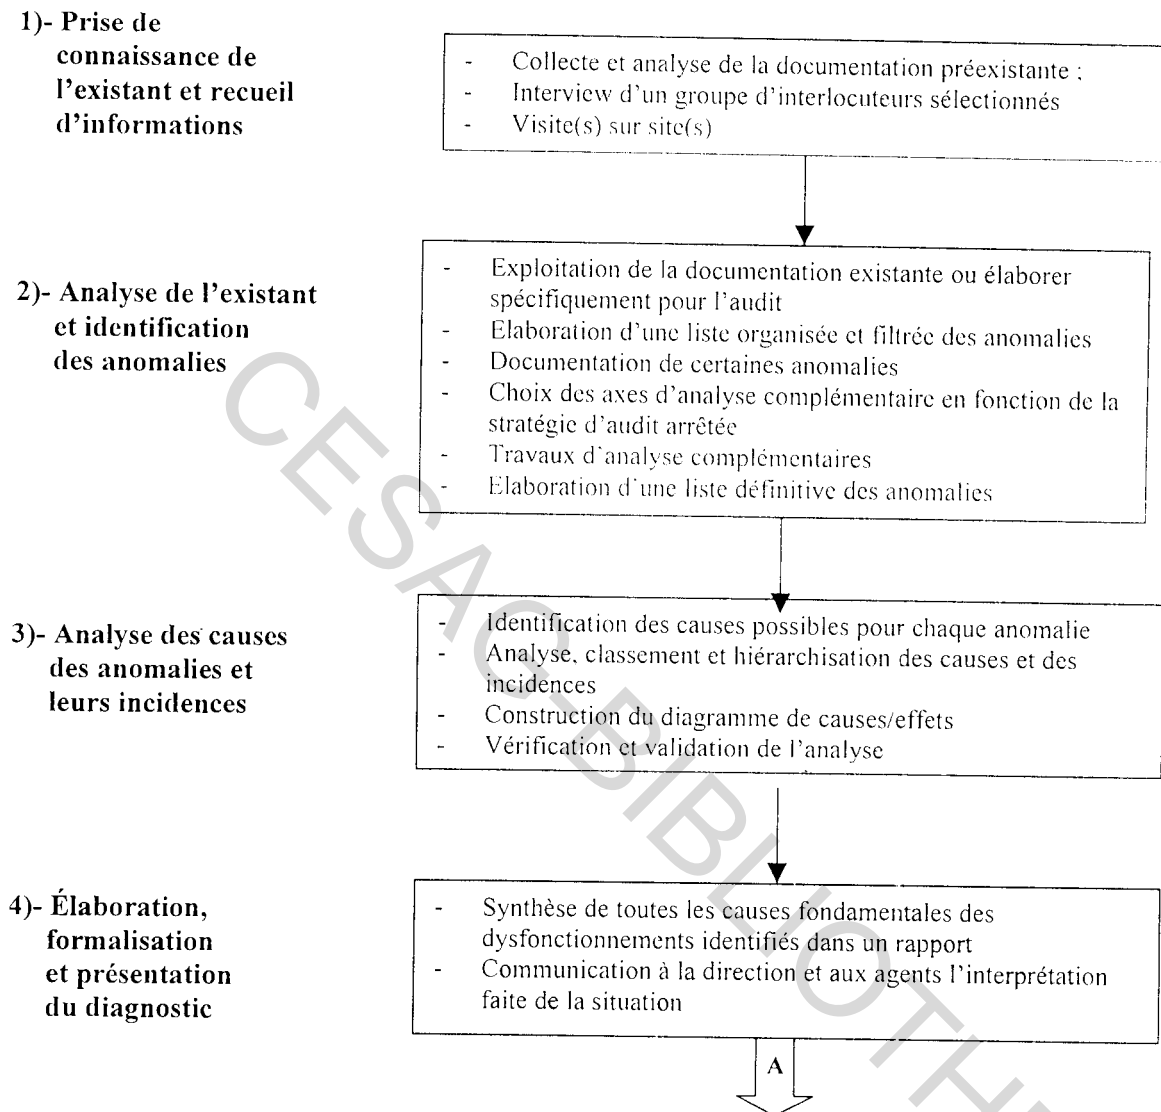 1)- Prise de
connaissance de
l'existant et recueil
d'informations
- Collecte et analyse de la documentation préexistante ;
- Interview d'un groupe d'interlocuteurs sélectionnés
- Visite(s) sur site(s)
2)- Analyse de l'existant
et identification
des anomalies
- Exploitation de la documentation existante ou élaborer
spécifiquement pour l'audit
- Elaboration d'une liste organisée et filtrée des anomalies
- Documentation de certaines anomalies
- Choix des axes d'analyse complémentaire en fonction de la
stratégie d'audit arrêtée
- Travaux d'analyse complémentaires
- Elaboration d'une liste définitive des anomalies
3)- Analyse des causes
des anomalies et
leurs incidences
- Identification des causes possibles pour chaque anomalie
- Analyse, classement et hiérarchisation des causes et des
incidences
- Construction du diagramme de causes/effets
- Vérification et validation de l'analyse
4)- Élaboration,
formalisation
et présentation
du diagnostic
- Synthèse de toutes les causes fondamentales des
dysfonctionnements identifiés dans un rapport
- Communication à la direction et aux agents l'interprétation
faite de la situation
A
CESAG-BIBLIOTH